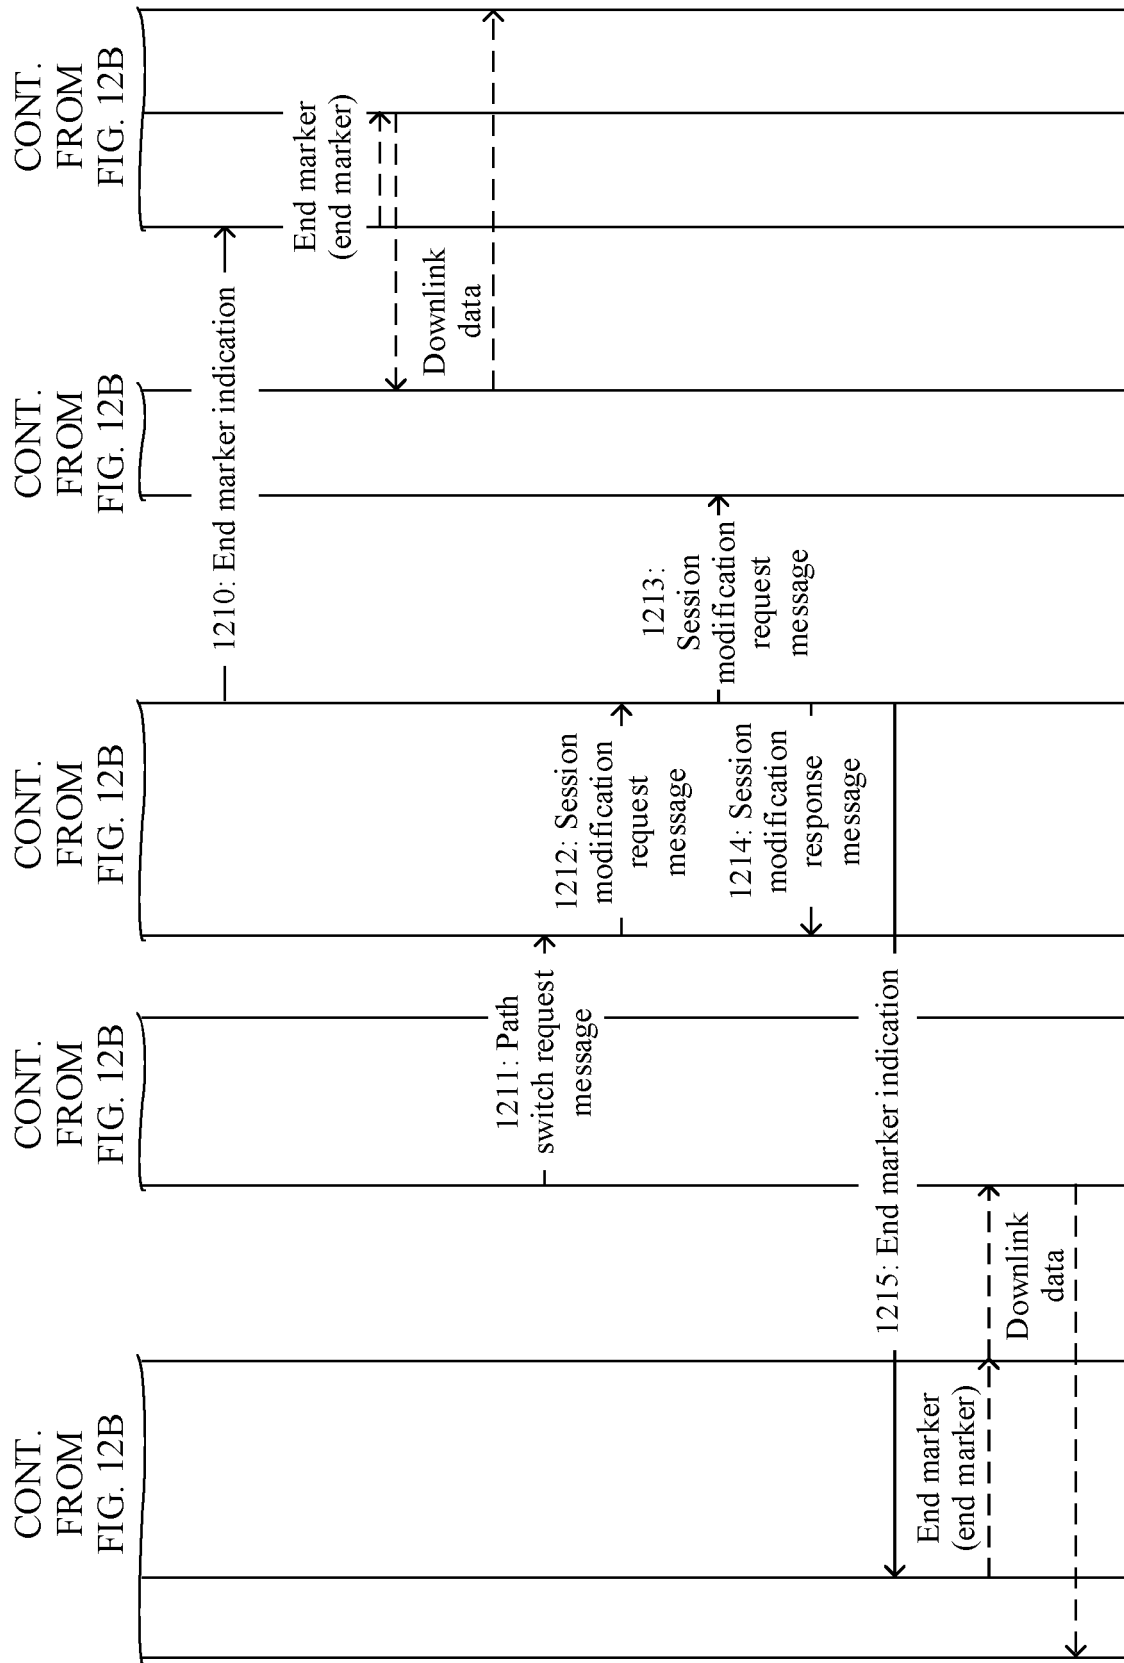 CONT.
FROM
FIG. 12B
CONT.
FROM
FIG. 12B
CONT.
FROM
FIG. 12B
CONT.
FROM
FIG. 12B
CONT.
FROM
FIG. 12B
1210: End marker indication
End marker
(end marker)
Downlink
data
1211: Path
switch request
message
1212: Session
modification
request
message
1213:
Session
modification
request
message
1214: Session
modification
response
message
1215: End marker indication
End marker
(end marker)
Downlink
data